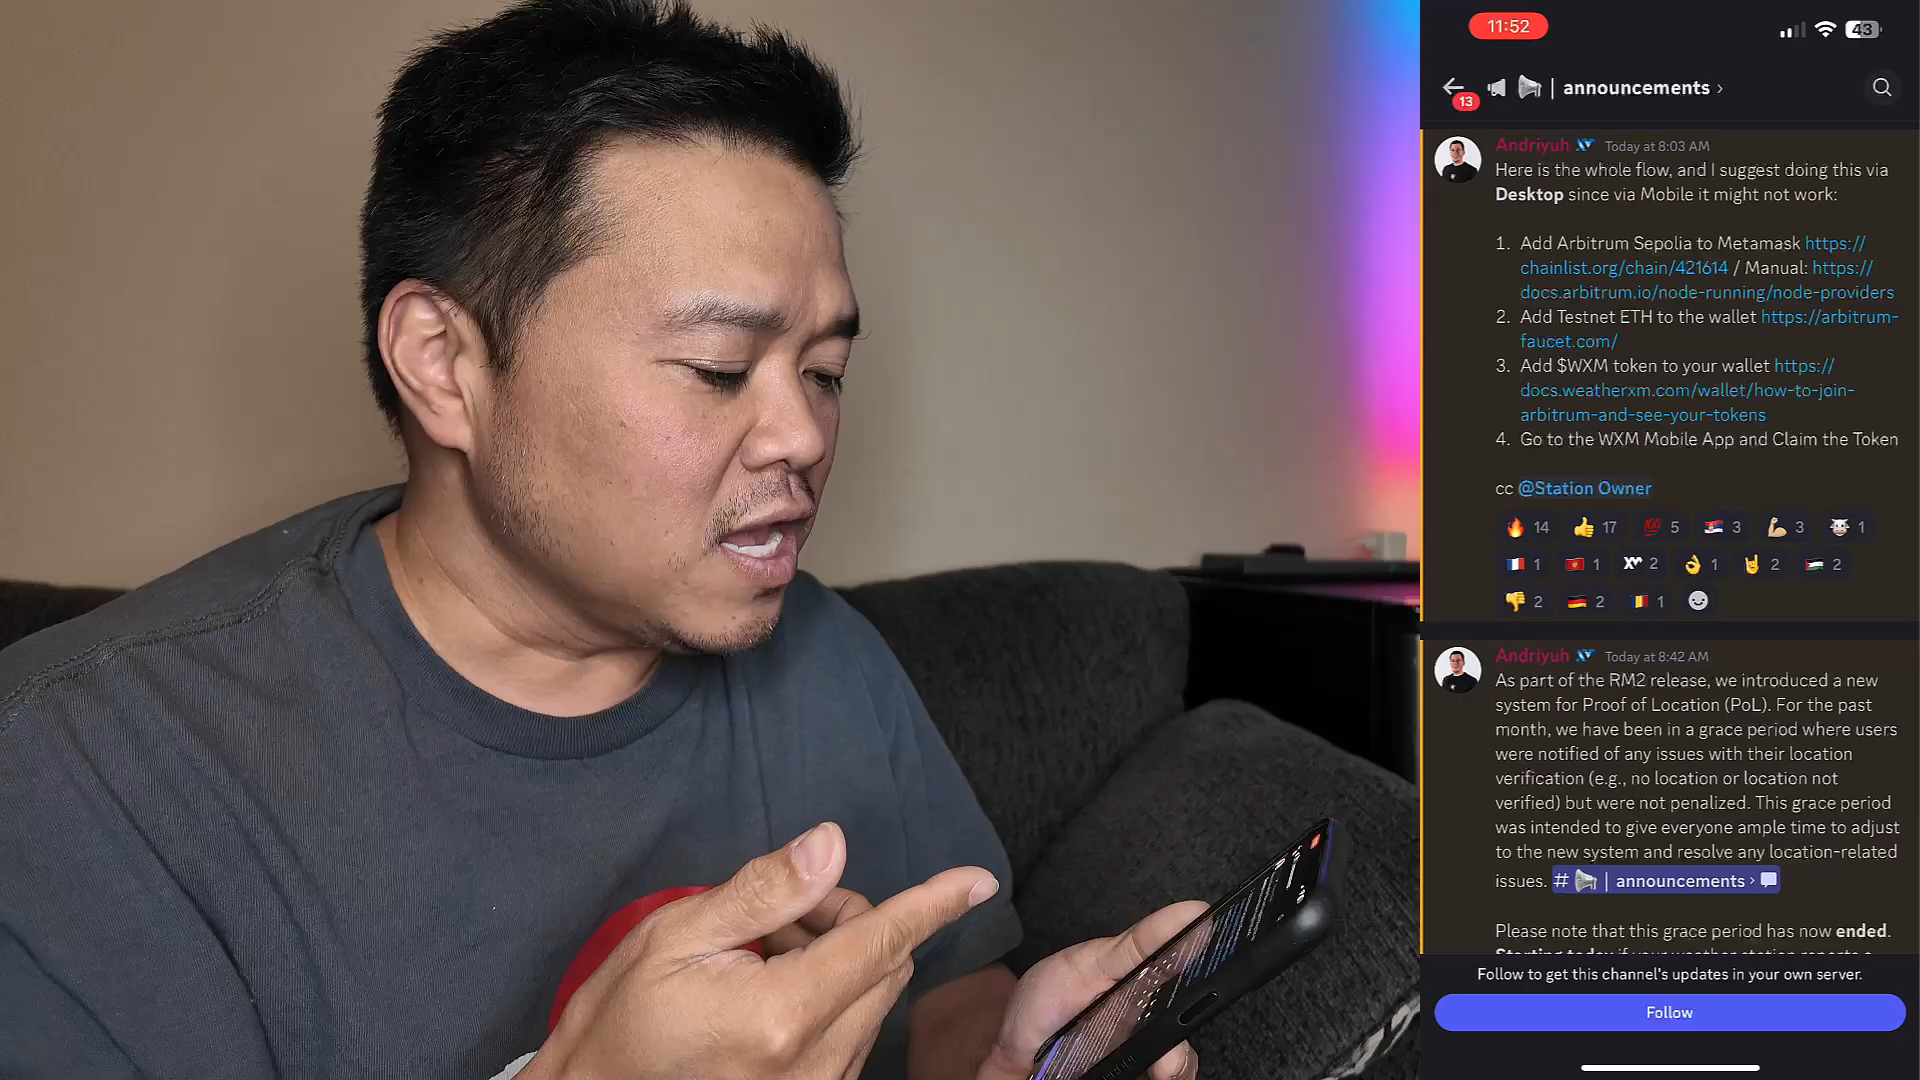 11:52
43
13
| announcements ›
Andriyuh Today at 8:03 AM
Here is the whole flow, and I suggest doing this via
Desktop since via Mobile it might not work:
1. Add Arbitrum Sepolia to Metamask https://
chainlist.org/chain/421614 / Manual: https://
docs.arbitrum.io/node-running/node-providers
2. Add Testnet ETH to the wallet https://arbitrum-
faucet.com/
3. Add $WXM token to your wallet https://
docs.weatherxm.com/wallet/how-to-join-
arbitrum-and-see-your-tokens
4. Go to the WXM Mobile App and Claim the Token
cc @Station Owner
14 17 5 3 3 1
1 1 2 1 2 2
2 2 1
Andriyuh Today at 8:42 AM
As part of the RM2 release, we introduced a new
system for Proof of Location (PoL). For the past
month, we have been in a grace period where users
were notified of any issues with their location
verification (e.g., no location or location not
verified) but were not penalized. This grace period
was intended to give everyone ample time to adjust
to the new system and resolve any location-related
issues. # | announcements ›
Please note that this grace period has now ended.
Follow to get this channel's updates in your own server.
Follow